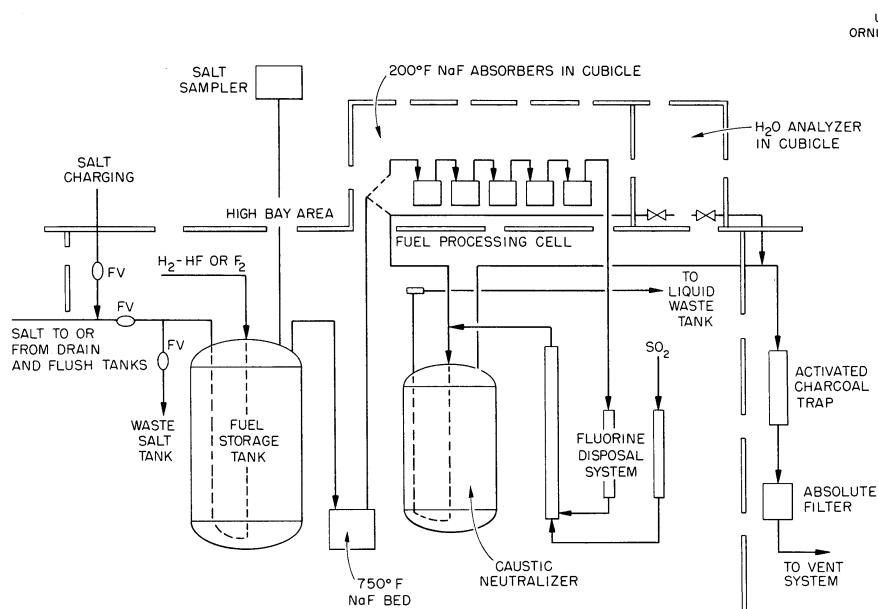 U
ORNI
SALT
SAMPLER
200°F NaF ABSORBERS IN CUBICLE
H2O ANALYZER
IN CUBICLE
SALT
CHARGING
HIGH BAY AREA
FUEL PROCESSING CELL
H2-HF OR F2
FV
TO
LIQUID
WASTE
TANK
FV
SALT TO OR
FROM DRAIN
AND FLUSH TANKS
FV
SO2
ACTIVATED
CHARCOAL
TRAP
WASTE
SALT
TANK
FUEL
STORAGE
TANK
FLUORINE
DISPOSAL
SYSTEM
ABSOLUTE
FILTER
CAUSTIC
NEUTRALIZER
TO VENT
SYSTEM
750°F
NaF BED